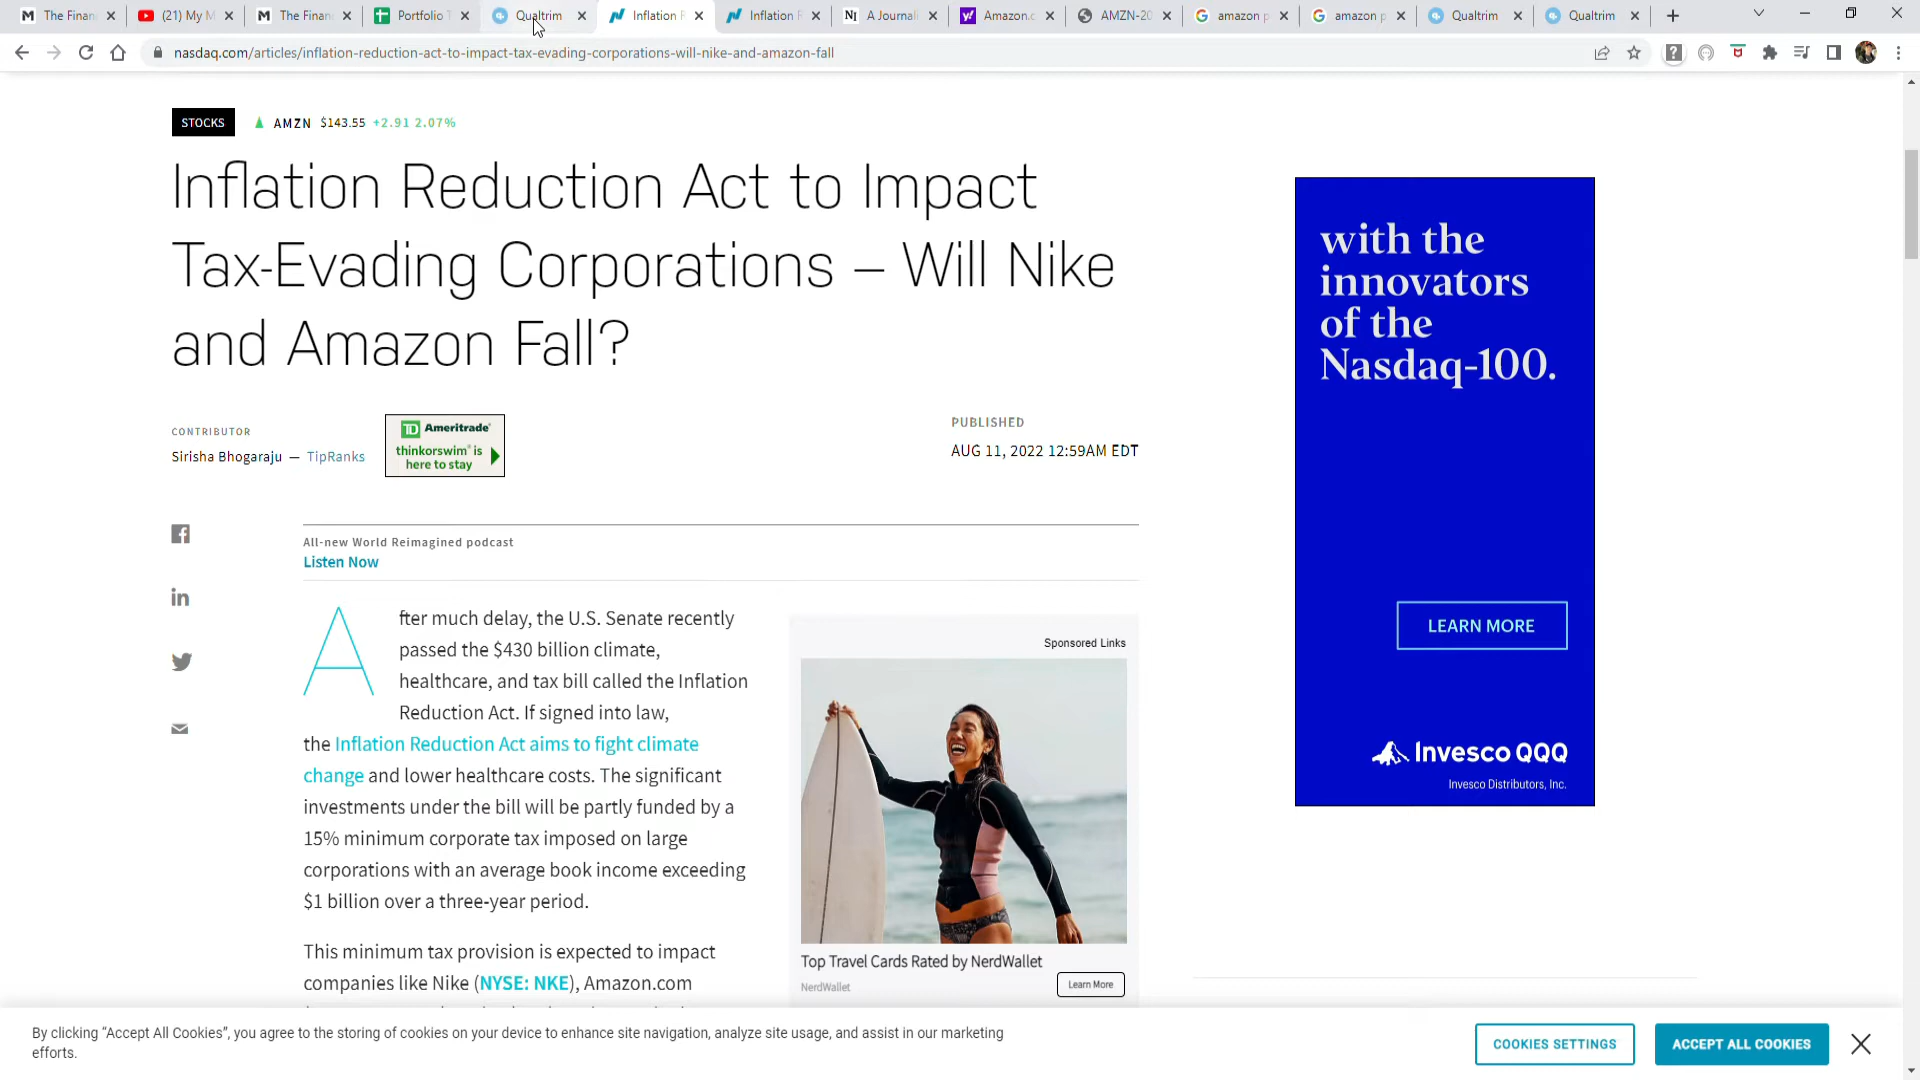 The Finan
(21) My M
The Finan
Portfolio T
Qualtrim
Inflation R
Inflation R
A Journal
Amazon.c
AMZN-20
amazon p
amazon p
Qualtrim
Qualtrim
nasdaq.com/articles/inflation-reduction-act-to-impact-tax-evading-corporations-will-nike-and-amazon-fall
STOCKS AMZN $143.55 +2.91 2.07%
Inflation Reduction Act to Impact
Tax-Evading Corporations – Will Nike
and Amazon Fall?
CONTRIBUTOR
Sirisha Bhogaraju — TipRanks
TD Ameritrade
thinkorswim® is
here to stay
PUBLISHED
AUG 11, 2022 12:59AM EDT
All-new World Reimagined podcast
Listen Now
After much delay, the U.S. Senate recently
passed the $430 billion climate,
healthcare, and tax bill called the Inflation
Reduction Act. If signed into law,
the Inflation Reduction Act aims to fight climate
change and lower healthcare costs. The significant
investments under the bill will be partly funded by a
15% minimum corporate tax imposed on large
corporations with an average book income exceeding
$1 billion over a three-year period.
This minimum tax provision is expected to impact
companies like Nike (NYSE: NKE), Amazon.com
Sponsored Links
Top Travel Cards Rated by NerdWallet
NerdWallet
Learn More
with the
innovators
of the
Nasdaq-100.
LEARN MORE
Invesco QQQ
Invesco Distributors, Inc.
By clicking “Accept All Cookies”, you agree to the storing of cookies on your device to enhance site navigation, analyze site usage, and assist in our marketing
efforts.
COOKIES SETTINGS
ACCEPT ALL COOKIES